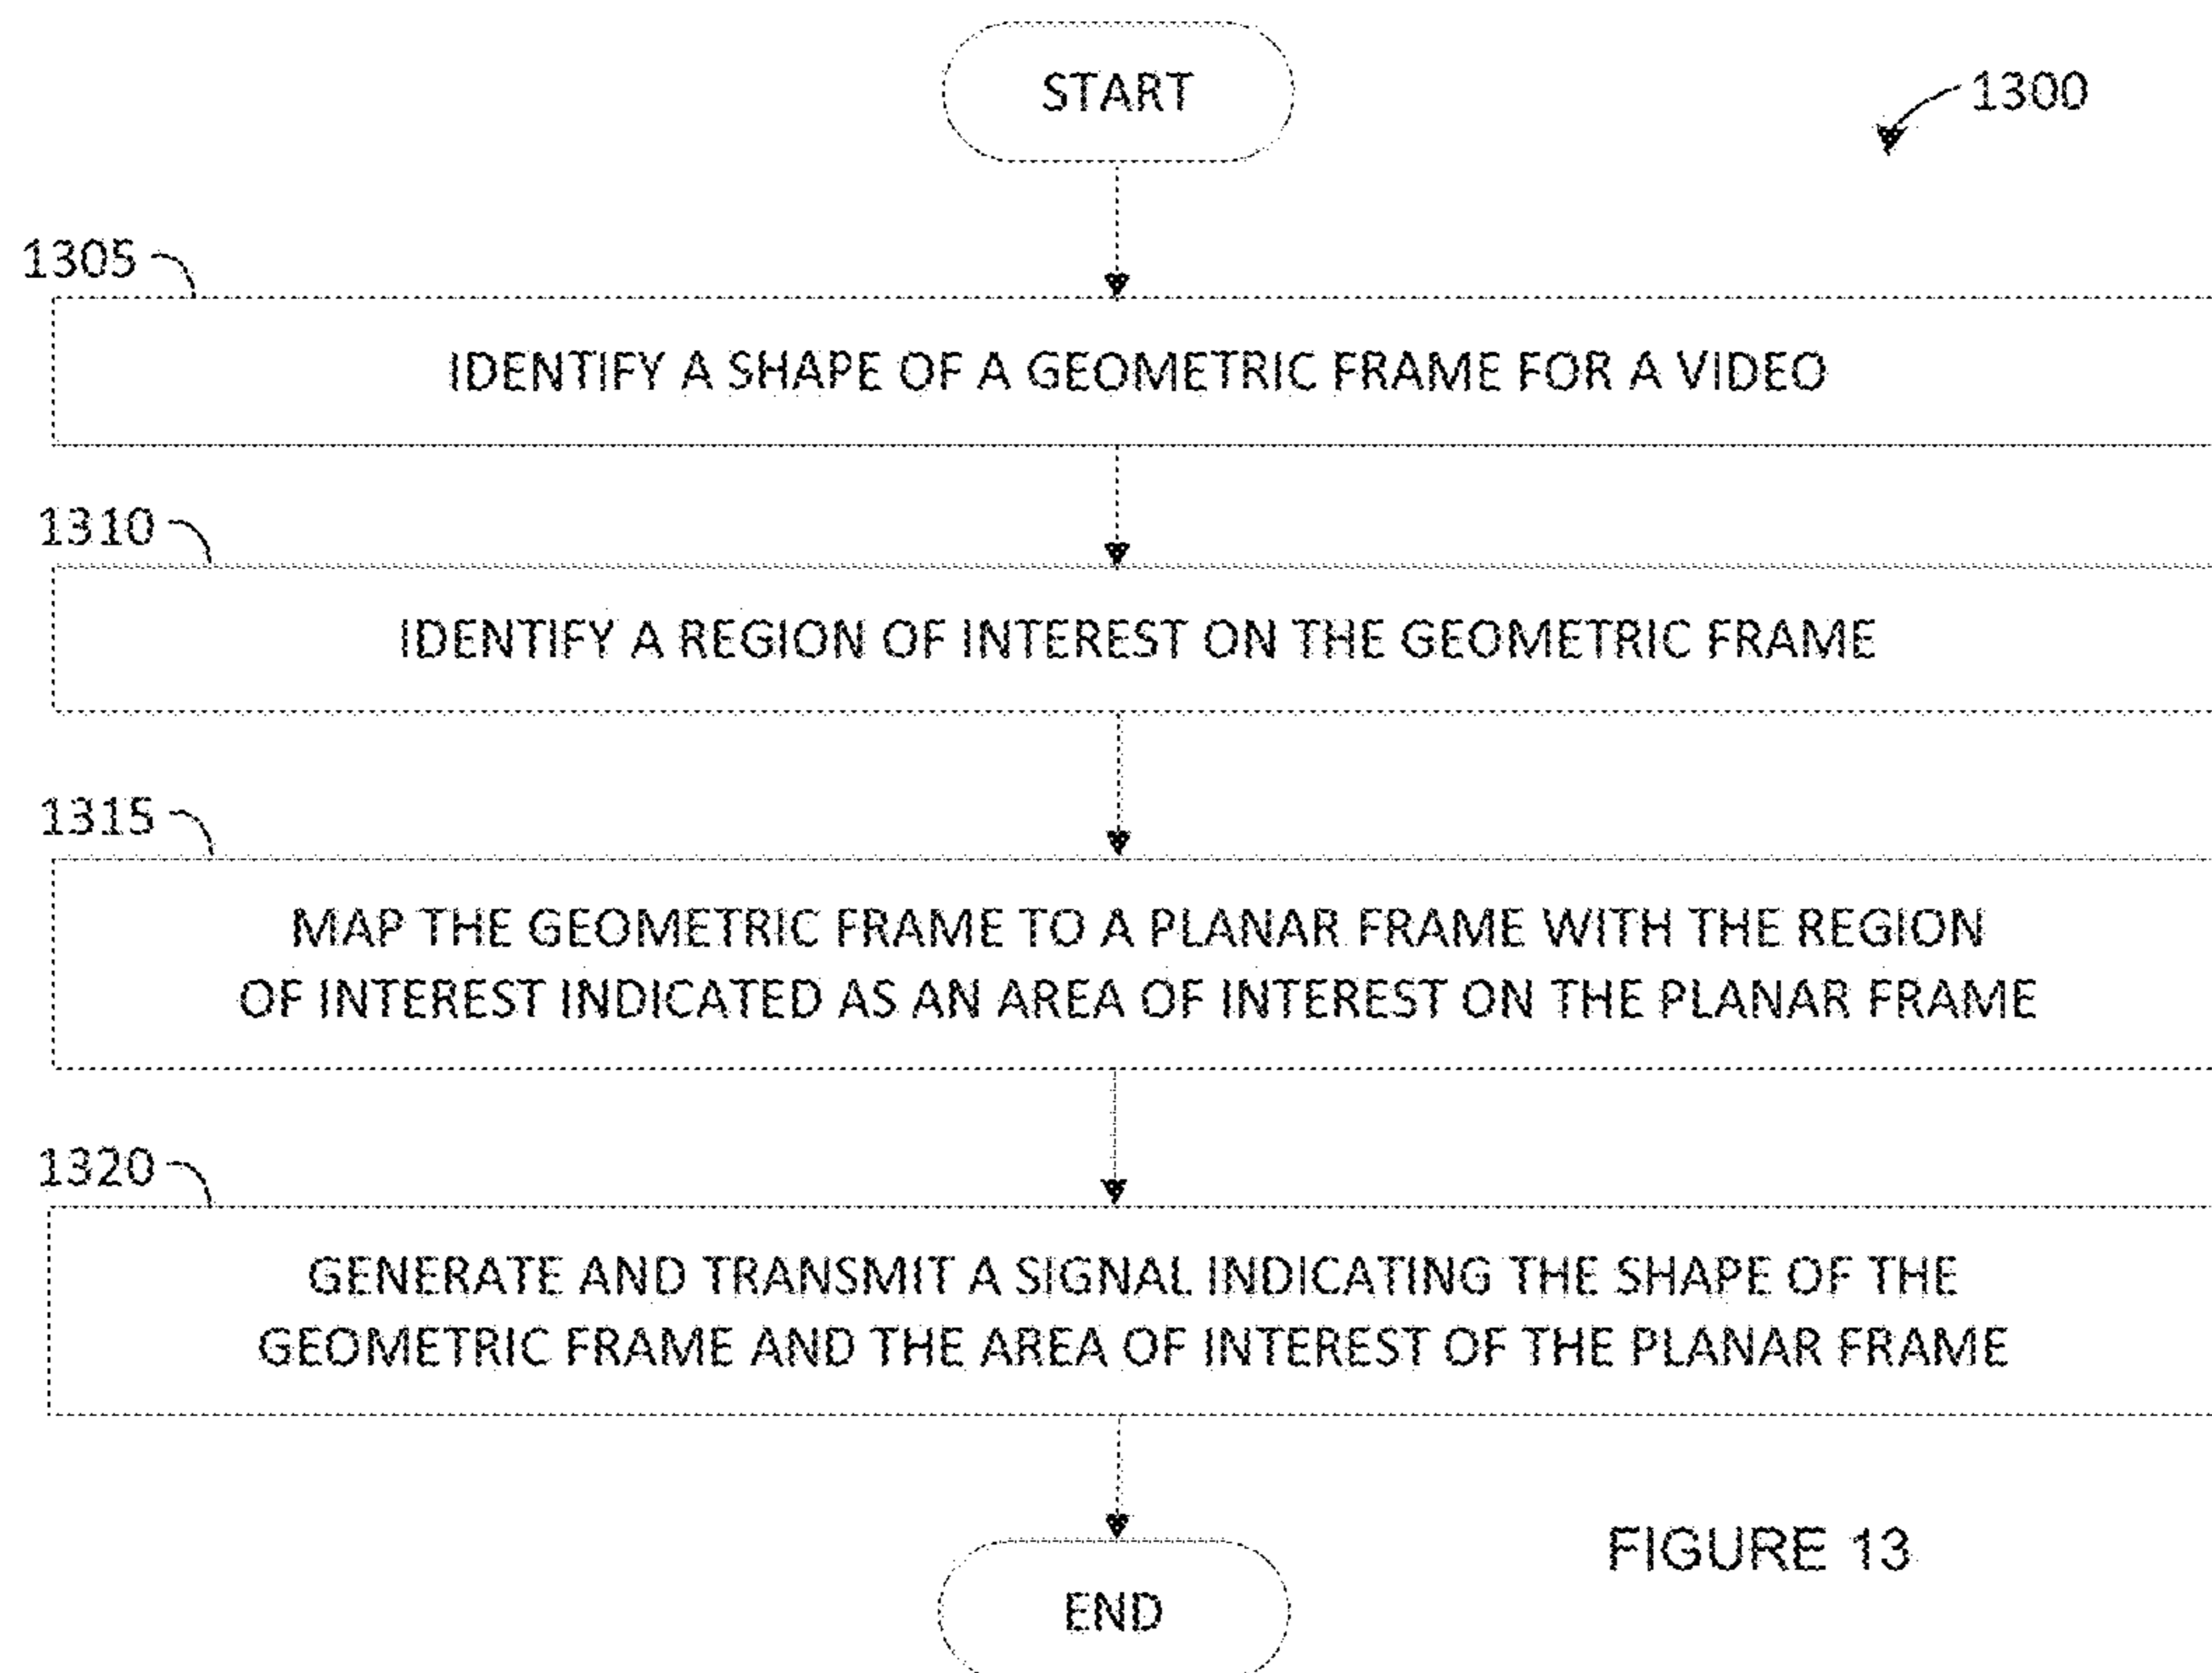 START
1300
1305
IDENTIFY A SHAPE OF A GEOMETRIC FRAME FOR A VIDEO
1310
IDENTIFY A REGION OF INTEREST ON THE GEOMETRIC FRAME
1315
MAP THE GEOMETRIC FRAME TO A PLANAR FRAME WITH THE REGION
OF INTEREST INDICATED AS AN AREA OF INTEREST ON THE PLANAR FRAME
1320
GENERATE AND TRANSMIT A SIGNAL INDICATING THE SHAPE OF THE
GEOMETRIC FRAME AND THE AREA OF INTEREST OF THE PLANAR FRAME
FIGURE 13
END